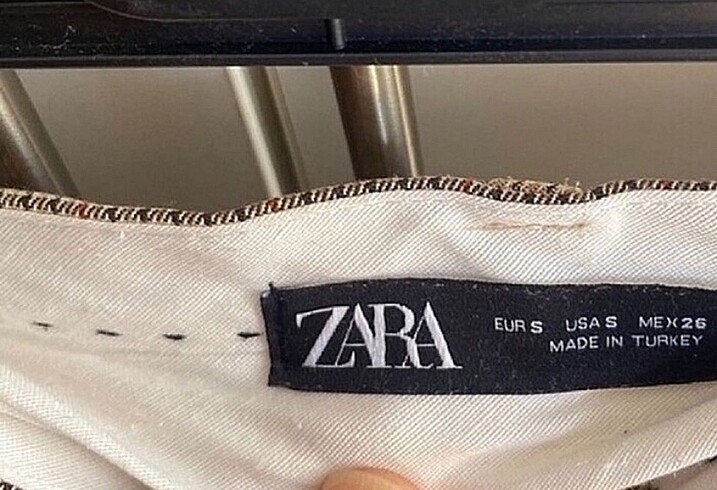 ZARA
EUR S USA S MEX 26
MADE IN TURKEY